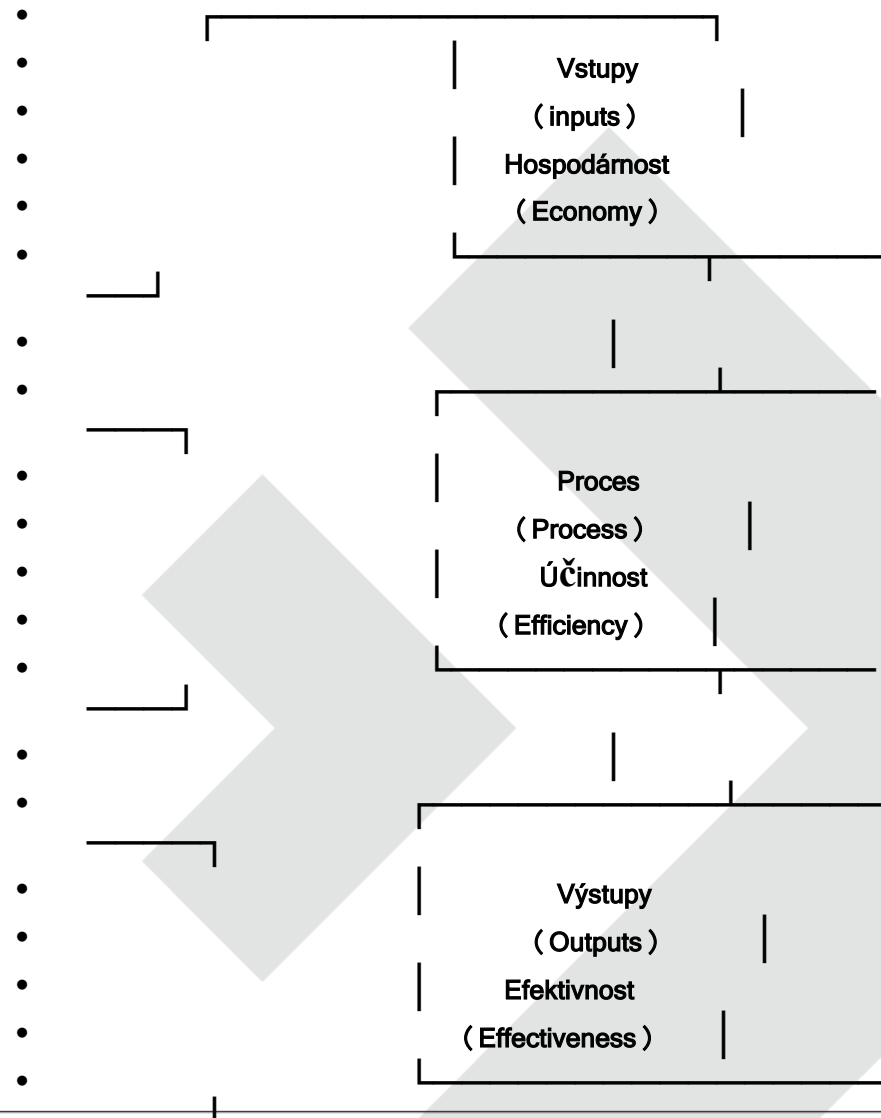 Vstupy
(inputs)
Hospodárnost
(Economy)
Proces
(Process)
Účinnost
(Efficiency)
Výstupy
(Outputs)
Efektivnost
(Effectiveness)